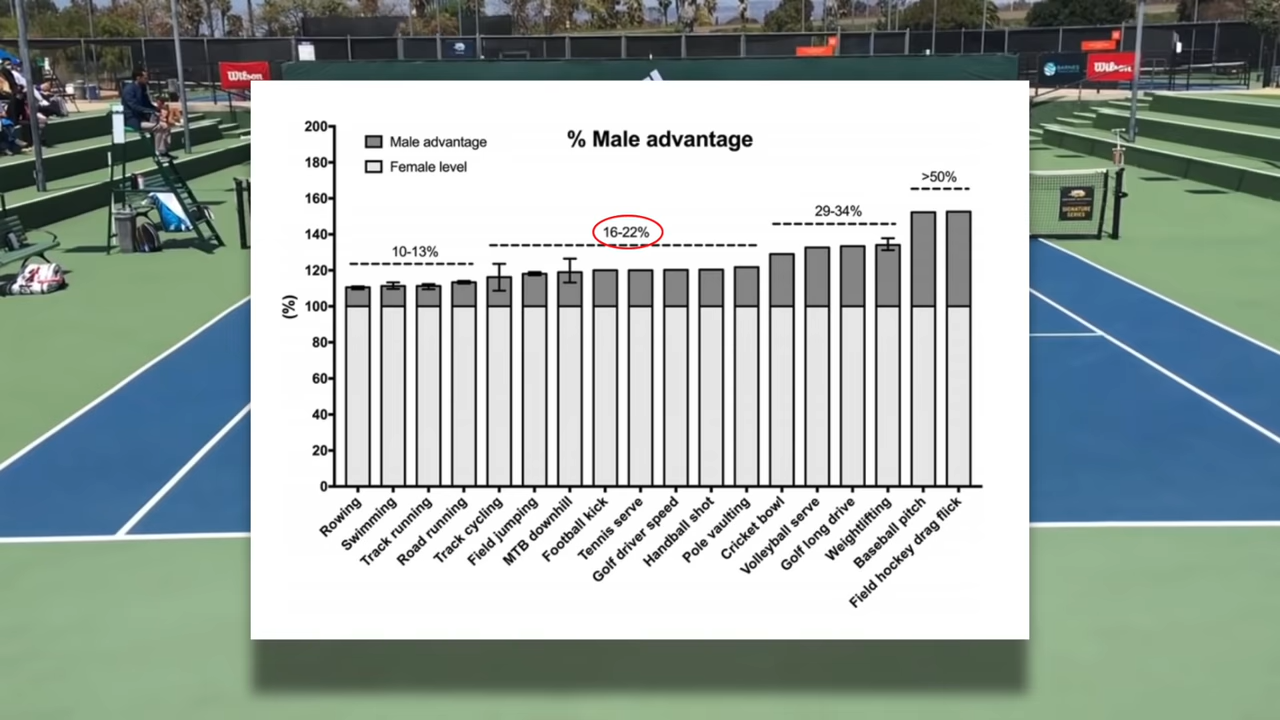 Wilson
BARNES
Wilson
SIGNATURE
SERIES
% Male advantage
Male advantage
Female level
200
180
160
140
120
100
80
60
40
20
0
(%)
10-13%
16-22%
29-34%
>50%
Rowing
Swimming
Track running
Road running
Track cycling
Field jumping
MTB downhill
Football kick
Tennis serve
Golf driver speed
Handball shot
Pole vaulting
Cricket bowl
Volleyball serve
Golf long drive
Weightlifting
Baseball pitch
Field hockey drag flick